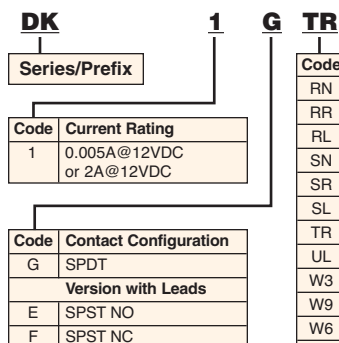 DK 1 G TR
Series/Prefix
Code Current Rating
1 0.005A@12VDC
or 2A@12VDC
Code Contact Configuration
G SPDT
Version with Leads
E SPST NO
F SPST NC
Code
RN
RR
RL
SN
SR
SL
TR
UL
W3
W9
W6